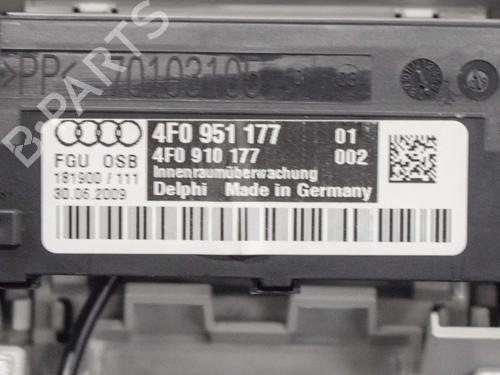 >PP<
B-PARTS
4F0 951 177 01
FGU OSB
4F0 910 177 002
181900 / 111
Innenraumüberwachung
30.06.2009
Delphi Made in Germany